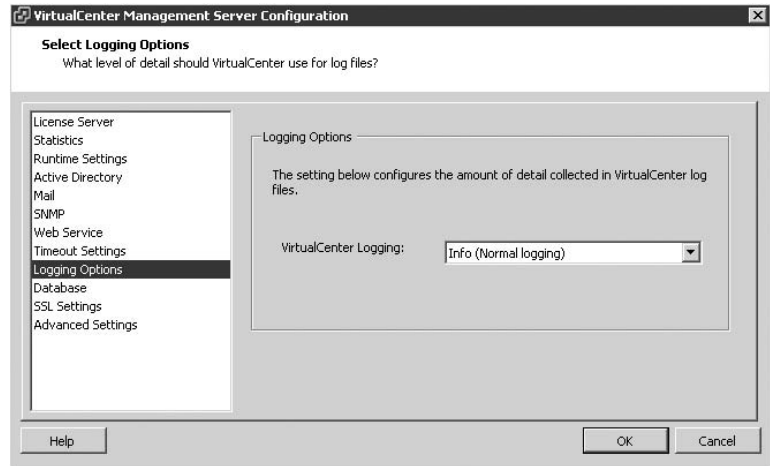 VirtualCenter Management Server Configuration
Select Logging Options
What level of detail should VirtualCenter use for log files?
License Server
Statistics
Runtime Settings
Active Directory
Mail
SNMP
Web Service
Timeout Settings
Logging Options
Database
SSL Settings
Advanced Settings
Logging Options
The setting below configures the amount of detail collected in VirtualCenter log
files.
VirtualCenter Logging:
Info (Normal logging)
Help
OK
Cancel